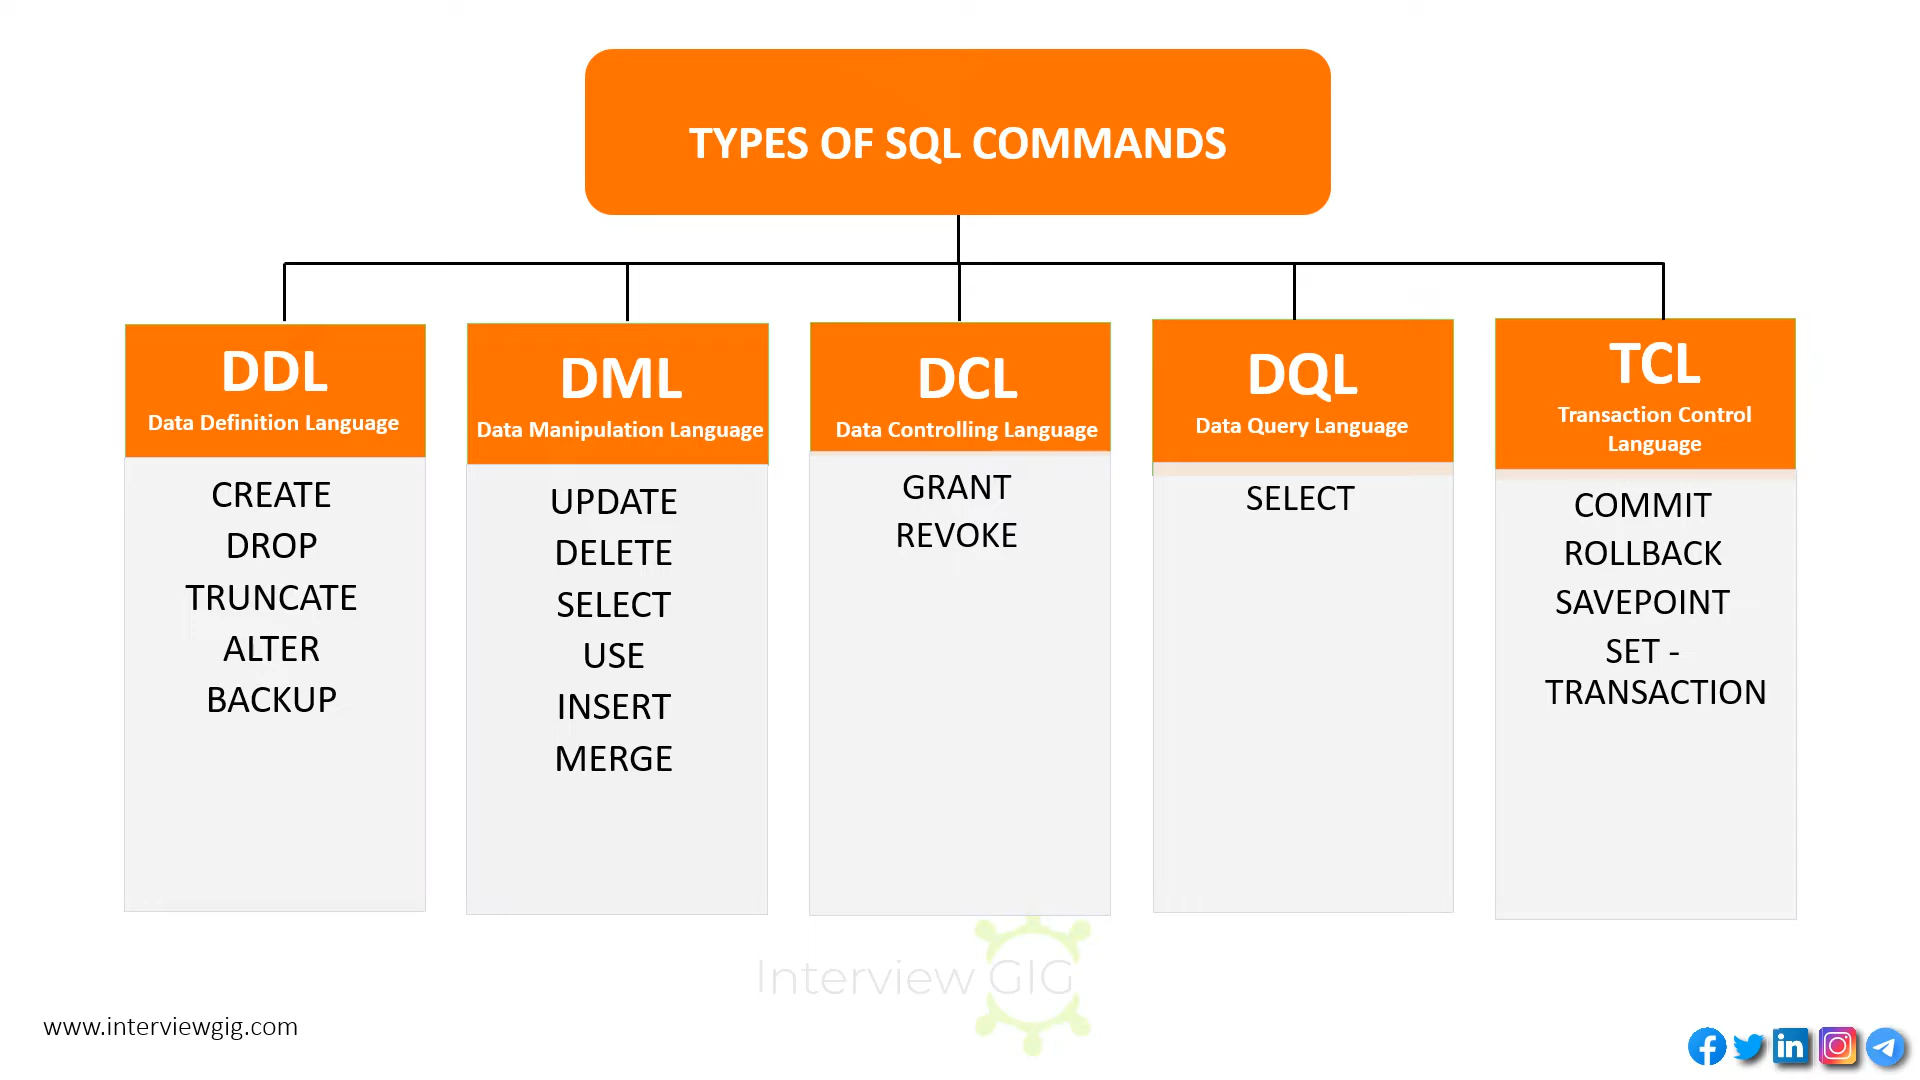 TYPES OF SQL COMMANDS
DDL
Data Definition Language
CREATE
DROP
TRUNCATE
ALTER
BACKUP
DML
Data Manipulation Language
UPDATE
DELETE
SELECT
USE
INSERT
MERGE
DCL
Data Controlling Language
GRANT
REVOKE
DQL
Data Query Language
SELECT
TCL
Transaction Control
Language
COMMIT
ROLLBACK
SAVEPOINT
SET -
TRANSACTION
Interview GIG
www.interviewgig.com
in